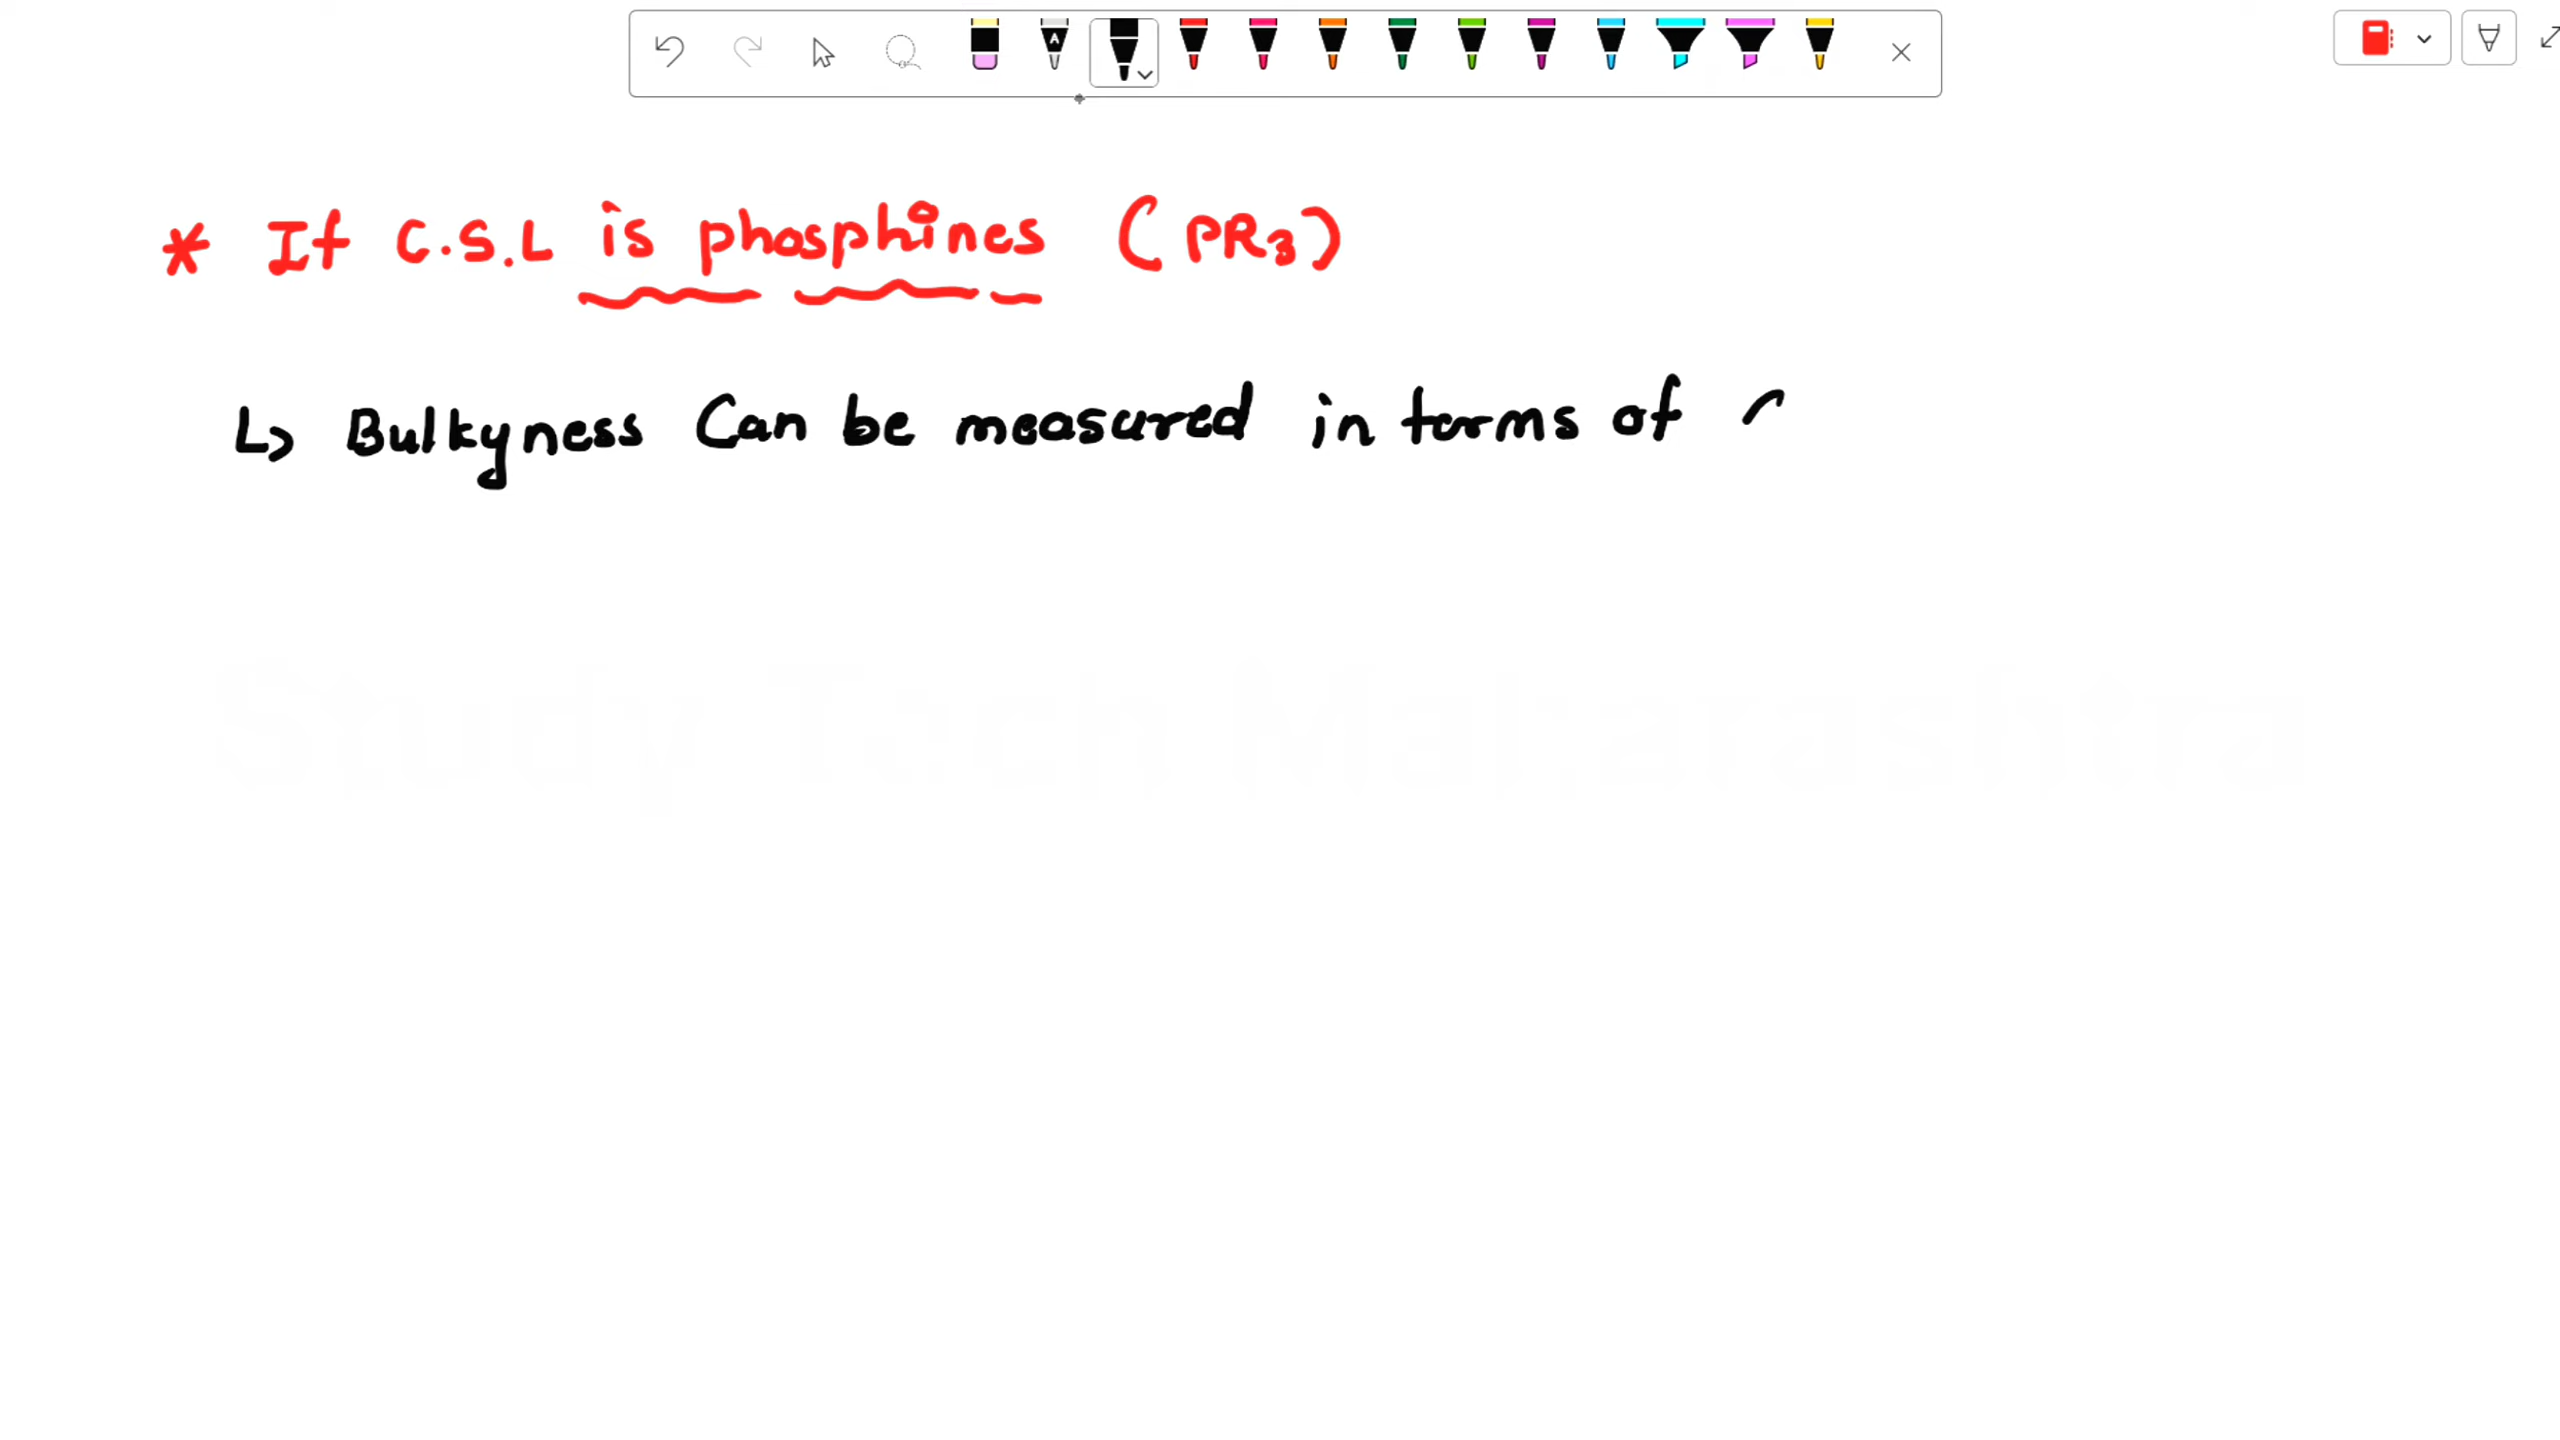 * If C.S.L is phosphines (PR3)
↳ Bulkyness Can be measured in terms of